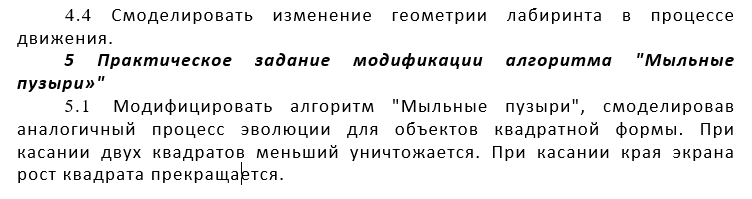 4.4 Смоделировать изменение геометрии лабиринта в процессе
движения.
5 Практическое задание модификации алгоритма "Мыльные
пузыри»"
5.1 Модифицировать алгоритм "Мыльные пузыри", смоделировав
аналогичный процесс эволюции для объектов квадратной формы. При
касании двух квадратов меньший уничтожается. При касании края экрана
рост квадрата прекращается.